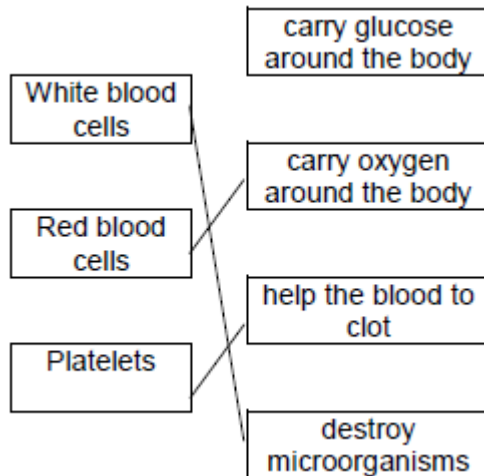 carry glucose
around the body
White blood
cells
carry oxygen
around the body
Red blood
cells
help the blood to
clot
Platelets
destroy
microorganisms